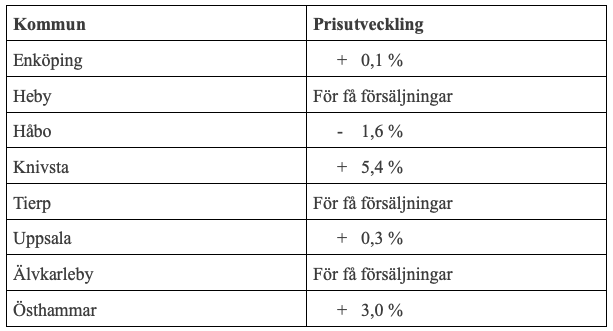 Kommun Prisutveckling
Enköping + 0,1 %
Heby För få försäljningar
Håbo - 1,6 %
Knivsta + 5,4 %
Tierp För få försäljningar
Uppsala + 0,3 %
Älvkarleby För få försäljningar
Östhammar + 3,0 %